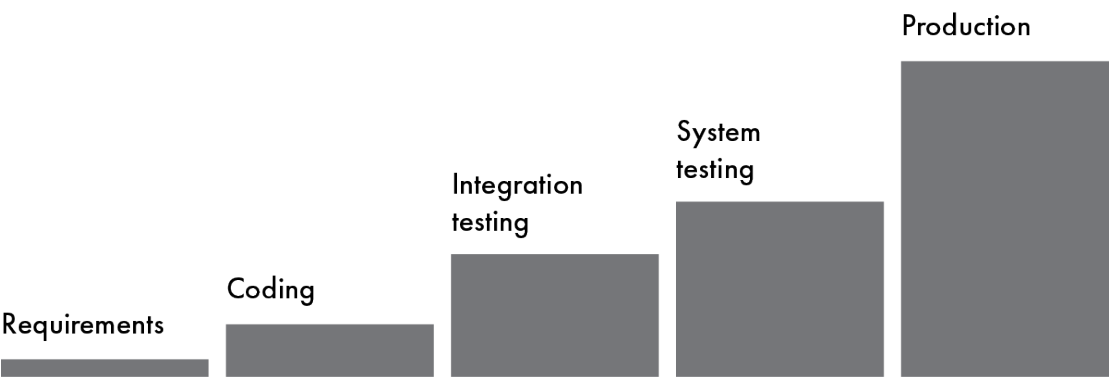 Production
System
testing
Integration
testing
Coding
Requirements